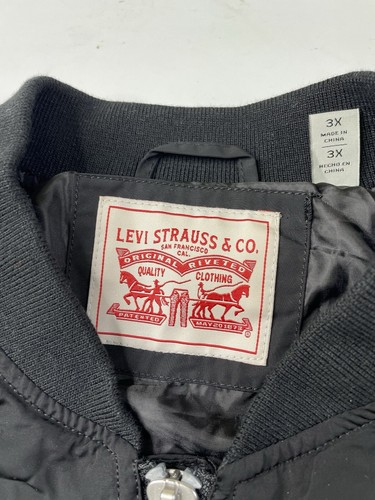 3X
MADE IN
CHINA
3X
HECHO EN
CHINA
LEVI STRAUSS & CO.
SAN FRANCISCO
CAL.
ORIGINAL RIVETED
QUALITY CLOTHING
PATENTED MAY 20 1873